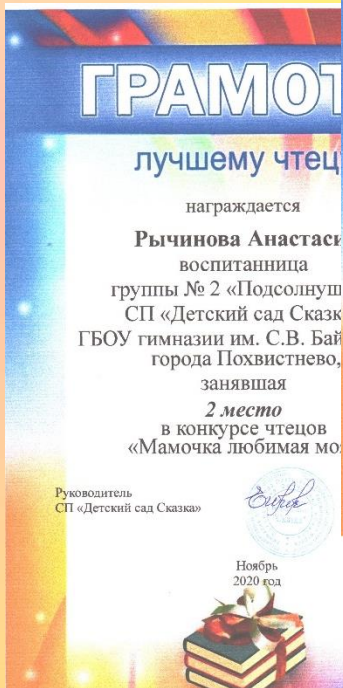 ГРАМОТ
лучшему чтец
награждается
Рычинова Анастаси
воспитанница
группы № 2 «Подсолнуш
СП «Детский сад Сказк
ГБОУ гимназии им. С.В. Бай
города Похвистнево,
занявшая
2 место
в конкурсе чтецов
«Мамочка любимая мо
Руководитель
СП «Детский сад Сказка»
Ноябрь
2020 год